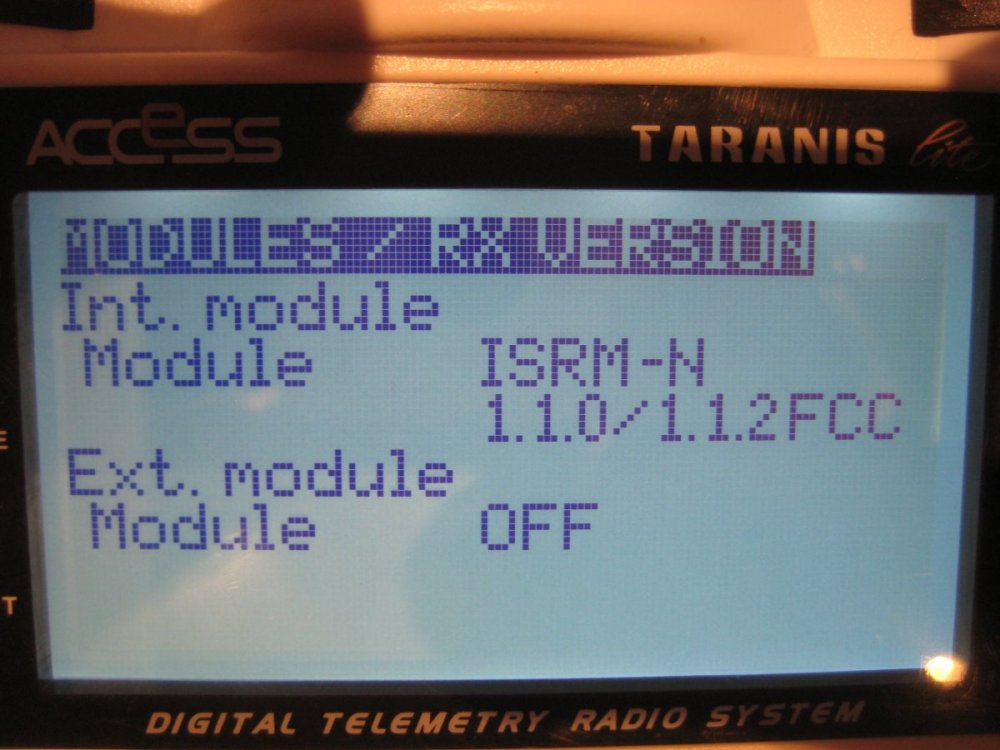 ACCeSS TARANIS lite
MODULES / RX VERSION
Int. module
Module ISRM-N
1.1.0/1.1.2FCC
E
Ext. module
Module OFF
T
DIGITAL TELEMETRY RADIO SYSTEM